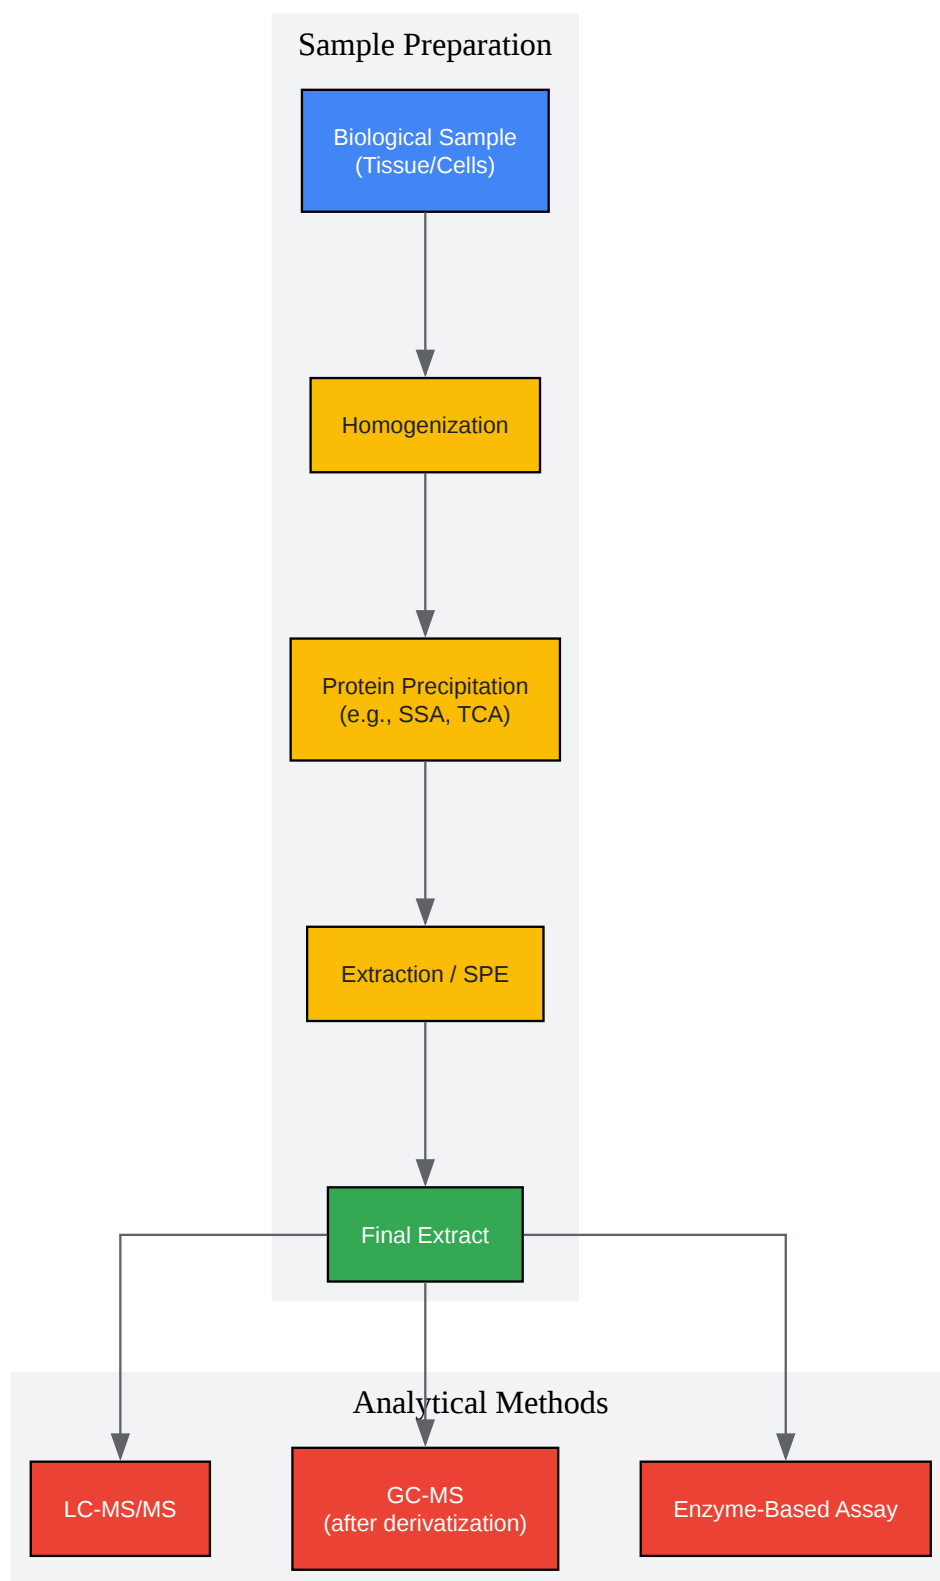 Sample Preparation
Biological Sample
(Tissue/Cells)
Homogenization
Protein Precipitation
(e.g., SSA, TCA)
Extraction / SPE
Final Extract
Analytical Methods
LC-MS/MS
GC-MS
(after derivatization)
Enzyme-Based Assay